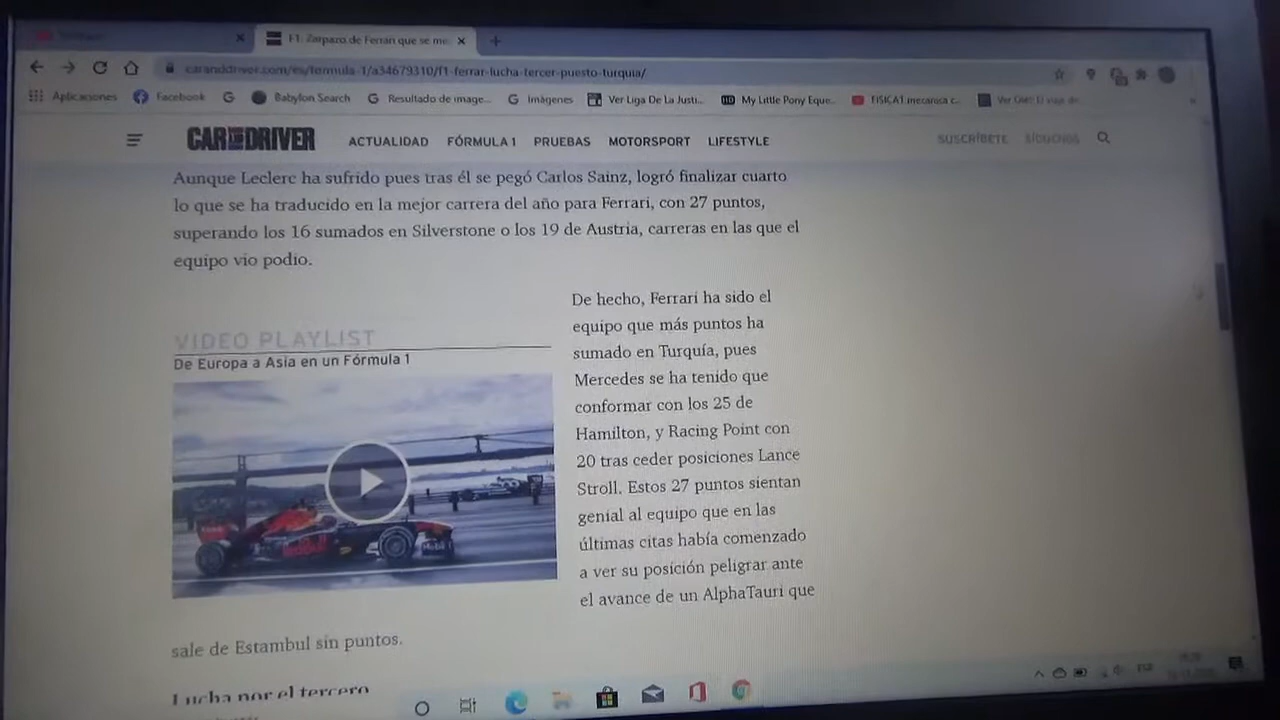 F1. Zarpazo de Ferrari que se me
caranddriver.com/es/formula-1/a34679310/f1-ferrar-lucha-tercer-puesto-turquia/
Aplicaciones Facebook Babylon Search Resultado de image... Imágenes Ver Liga De La Justi... My Little Pony Eque...
CAR AND DRIVER ACTUALIDAD FÓRMULA 1 PRUEBAS MOTORSPORT LIFESTYLE SUSCRÍBETE SÍGUENOS
Aunque Leclerc ha sufrido pues tras él se pegó Carlos Sainz, logró finalizar cuarto
lo que se ha traducido en la mejor carrera del año para Ferrari, con 27 puntos,
superando los 16 sumados en Silverstone o los 19 de Austria, carreras en las que el
equipo vio podio.
VIDEO PLAYLIST
De Europa a Asia en un Fórmula 1
De hecho, Ferrari ha sido el
equipo que más puntos ha
sumado en Turquía, pues
Mercedes se ha tenido que
conformar con los 25 de
Hamilton, y Racing Point con
20 tras ceder posiciones Lance
Stroll. Estos 27 puntos sientan
genial al equipo que en las
últimas citas había comenzado
a ver su posición peligrar ante
el avance de un AlphaTauri que
sale de Estambul sin puntos.
Lucha por el tercero
ESP